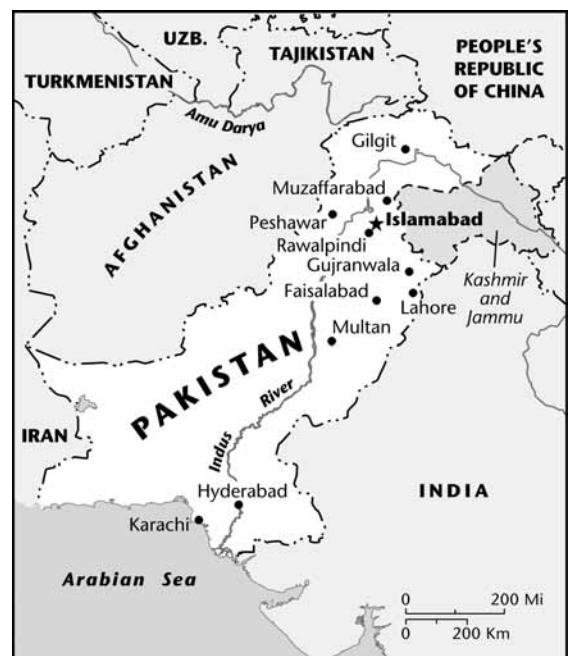 UZB.
TAJIKISTAN
PEOPLE'S
REPUBLIC
OF CHINA
TURKMENISTAN
Amu Darya
Gilgit
AFGHANISTAN
Muzaffarabad
Islamabad
Peshawar
Rawalpindi
Gujranwala
Kashmir
and
Jammu
Faisalabad
Lahore
Multan
PAKISTAN
Indus River
IRAN
INDIA
Hyderabad
Karachi
Arabian Sea
0 200 Mi
0 200 Km